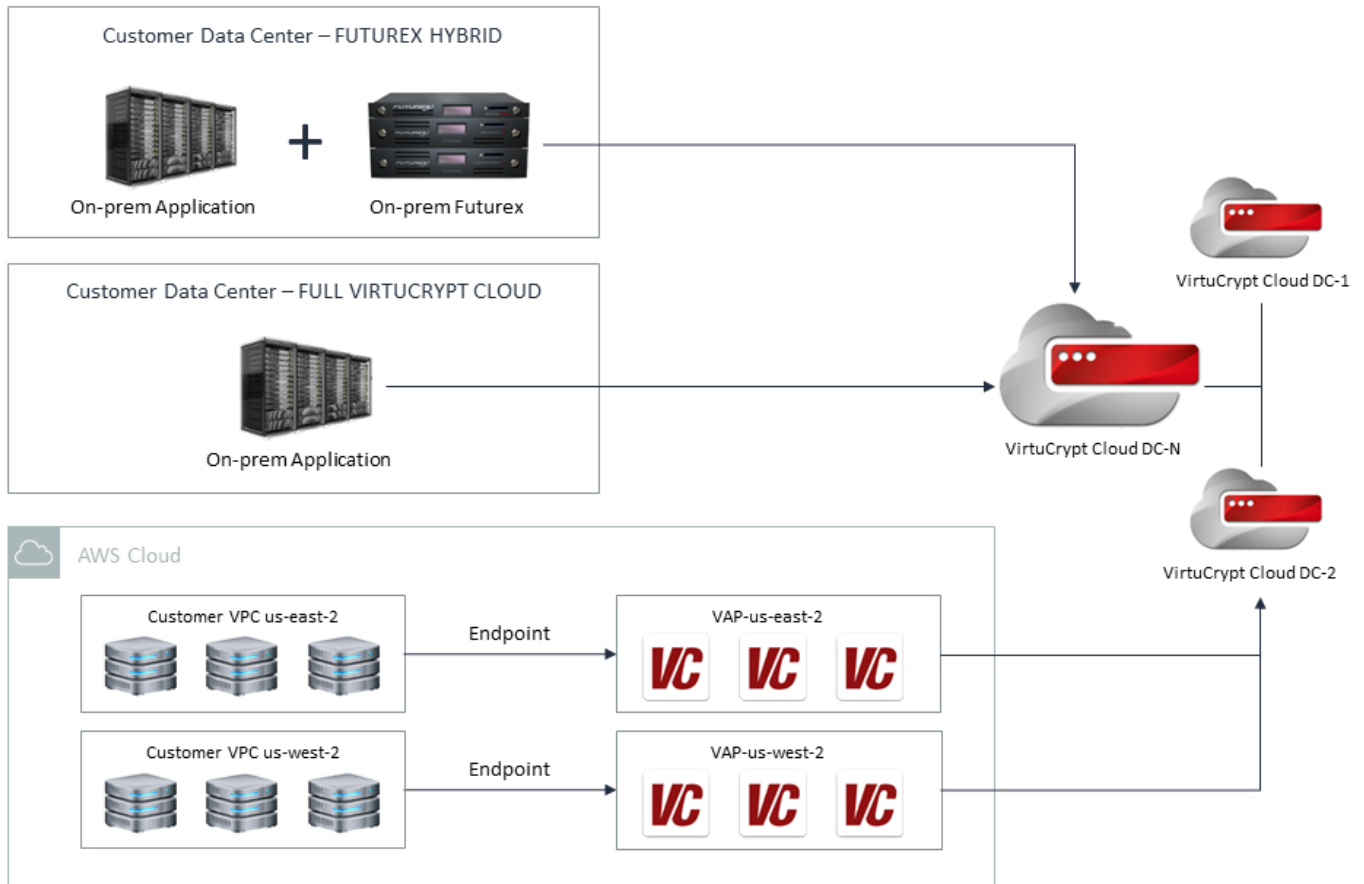 Customer Data Center – FUTUREX HYBRID
FUTUREX
+
On-prem Application
On-prem Futurex
VirtuCrypt Cloud DC-1
Customer Data Center – FULL VIRTUCRYPT CLOUD
On-prem Application
VirtuCrypt Cloud DC-N
VirtuCrypt Cloud DC-2
AWS Cloud
Customer VPC us-east-2
Endpoint
VAP-us-east-2
VC VC VC
Customer VPC us-west-2
Endpoint
VAP-us-west-2
VC VC VC